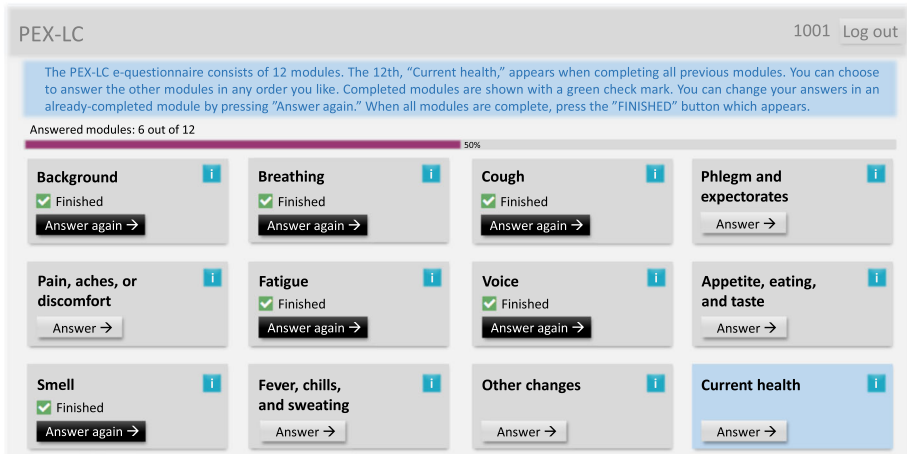 PEX-LC
1001 Log out
The PEX-LC e-questionnaire consists of 12 modules. The 12th, “Current health,” appears when completing all previous modules. You can choose
to answer the other modules in any order you like. Completed modules are shown with a green check mark. You can change your answers in an
already-completed module by pressing ”Answer again.” When all modules are complete, press the ”FINISHED” button which appears.
Answered modules: 6 out of 12
50%
Background i
Finished
Answer again →
Breathing i
Finished
Answer again →
Cough i
Finished
Answer again →
Phlegm and i
expectorates
Answer →
Pain, aches, or i
discomfort
Answer →
Fatigue i
Finished
Answer again →
Voice i
Finished
Answer again →
Appetite, eating, i
and taste
Answer →
Smell i
Finished
Answer again →
Fever, chills, i
and sweating
Answer →
Other changes i
Answer →
Current health i
Answer →